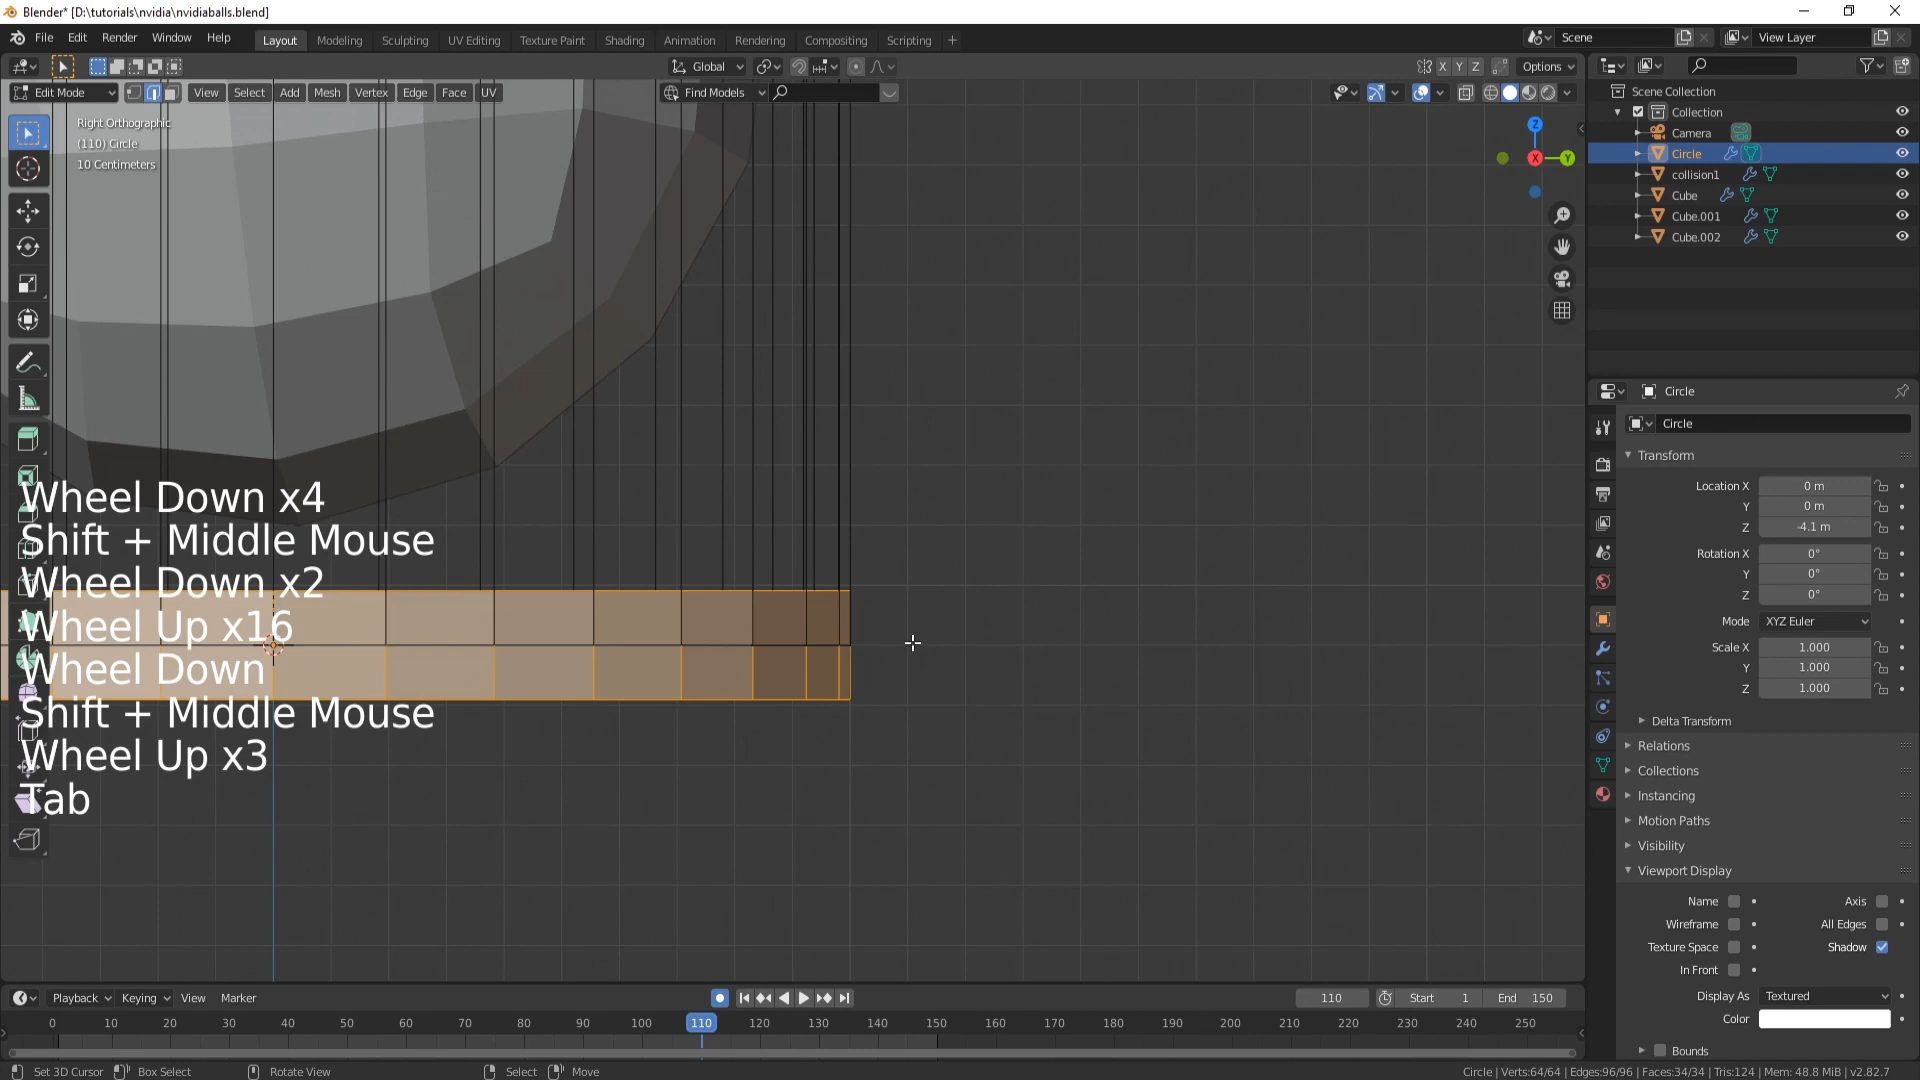 Blender* [D:\tutorials\nvidia\nvidiaballs.blend]
File Edit Render Window Help Layout Modeling Sculpting UV Editing Texture Paint Shading Animation Rendering Compositing Scripting + Scene View Layer
Global X Y Z Options
Edit Mode View Select Add Mesh Vertex Edge Face UV Find Models
Right Orthographic
(110) Circle
10 Centimeters
Z
X
Y
Wheel Down x4
Shift + Middle Mouse
Wheel Down x2
Wheel Up x16
Wheel Down
Shift + Middle Mouse
Wheel Up x3
Tab
Scene Collection
Collection
Camera
Circle
collision1
Cube
Cube.001
Cube.002
Circle
Circle
Transform
Location X 0 m
Y 0 m
Z -4.1 m
Rotation X 0°
Y 0°
Z 0°
Mode XYZ Euler
Scale X 1.000
Y 1.000
Z 1.000
Delta Transform
Relations
Collections
Instancing
Motion Paths
Visibility
Viewport Display
Name Axis
Wireframe All Edges
Texture Space Shadow
In Front
Display As Textured
Color
Bounds
Playback Keying View Marker 110 Start 1 End 150
0 10 20 30 40 50 60 70 80 90 100 110 120 130 140 150 160 170 180 190 200 210 220 230 240 250
Set 3D Cursor Box Select Rotate View Select Move Circle | Verts:64/64 | Edges:96/96 | Faces:34/34 | Tris:124 | Mem: 48.8 MiB | v2.82.7